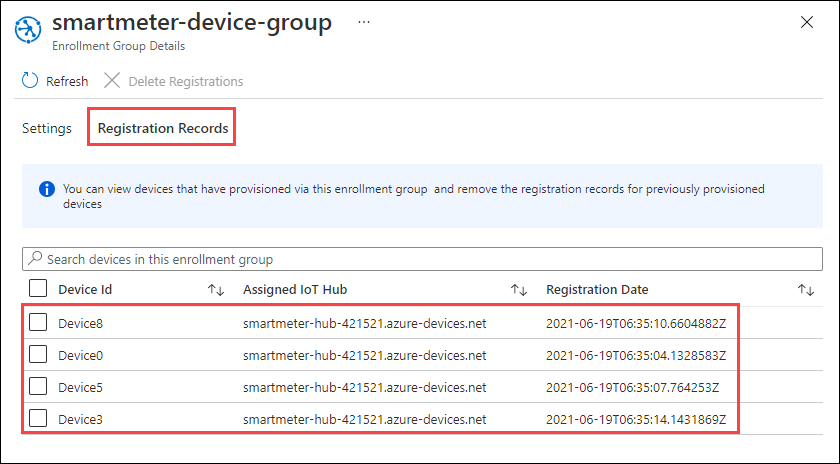 smartmeter-device-group ...
Enrollment Group Details
Refresh Delete Registrations
Settings Registration Records
You can view devices that have provisioned via this enrollment group and remove the registration records for previously provisioned
devices
Search devices in this enrollment group
Device Id Assigned IoT Hub Registration Date
Device8 smartmeter-hub-421521.azure-devices.net 2021-06-19T06:35:10.6604882Z
Device0 smartmeter-hub-421521.azure-devices.net 2021-06-19T06:35:04.1328583Z
Device5 smartmeter-hub-421521.azure-devices.net 2021-06-19T06:35:07.764253Z
Device3 smartmeter-hub-421521.azure-devices.net 2021-06-19T06:35:14.1431869Z